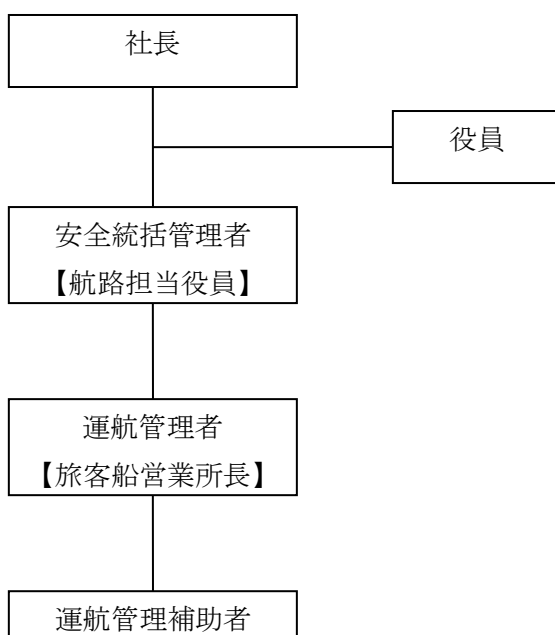 社長
役員
安全統括管理者
【航路担当役員】
運航管理者
【旅客船営業所長】
運航管理補助者